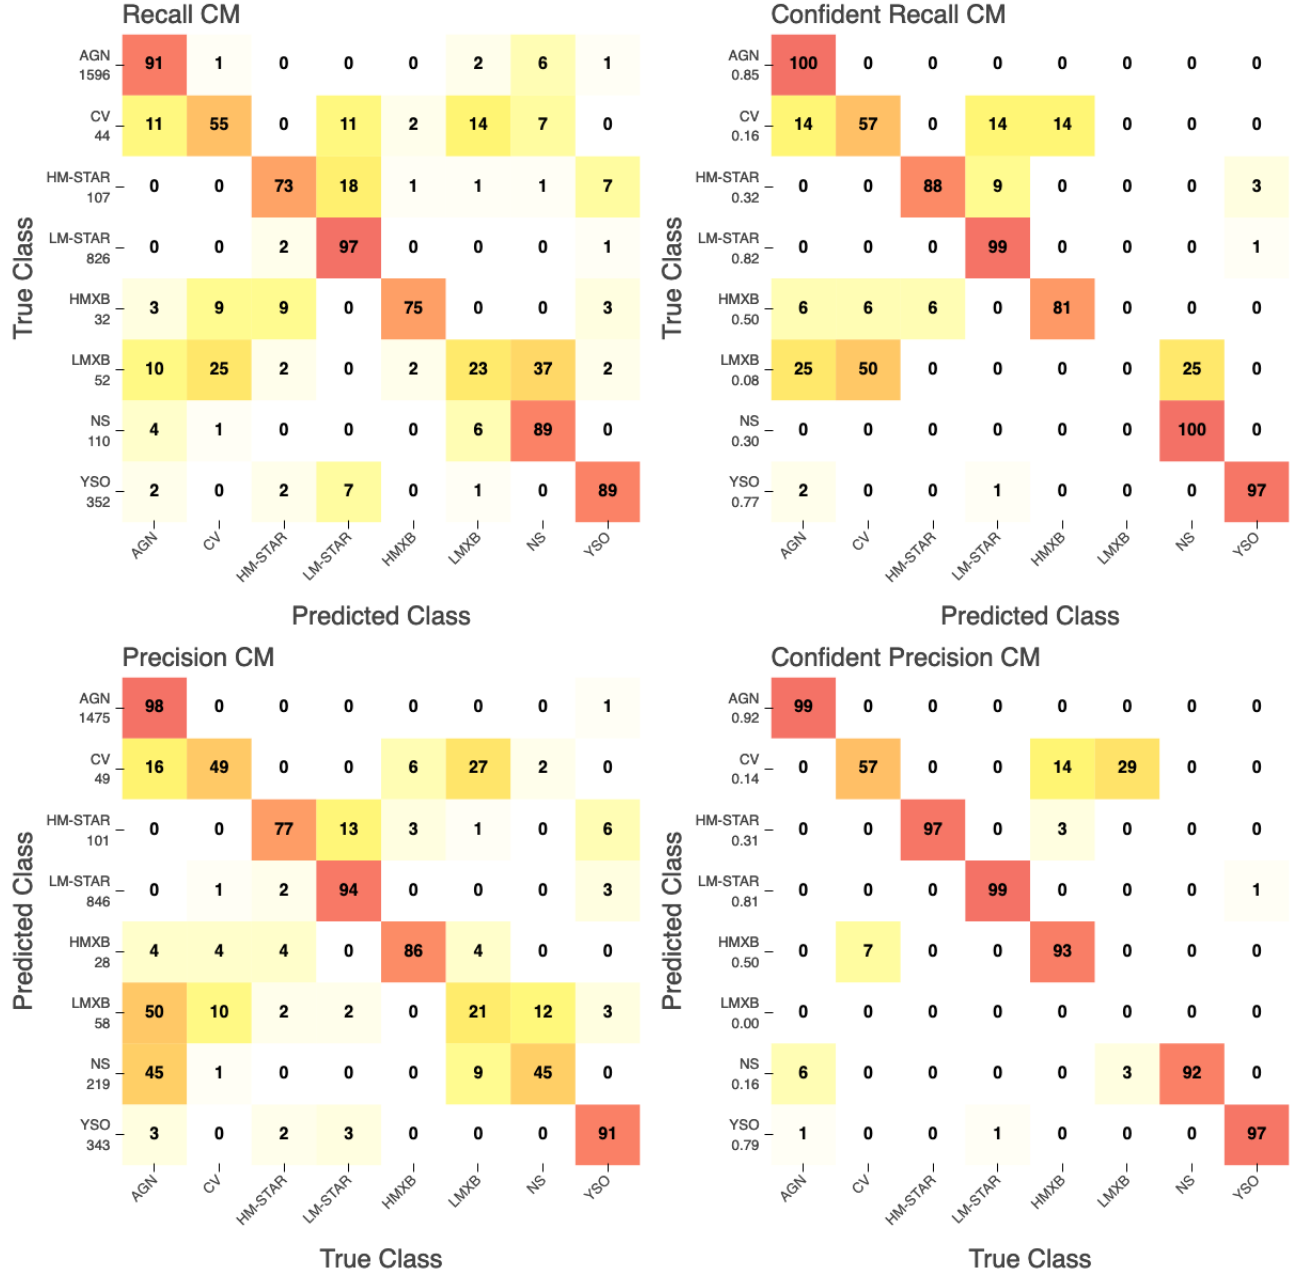 Recall CM
AGN 91 1 0 0 0 2 6 1
1596
CV 11 55 0 11 2 14 7 0
44
HM-STAR 0 0 73 18 1 1 1 7
107
LM-STAR 0 0 2 97 0 0 0 1
826
HMXB 3 9 9 0 75 0 0 3
32
LMXB 10 25 2 0 2 23 37 2
52
NS 4 1 0 0 0 6 89 0
110
YSO 2 0 2 7 0 1 0 89
352
True Class
AGN CV HM-STAR LM-STAR HMXB LMXB NS YSO
Predicted Class
Confident Recall CM
AGN 100 0 0 0 0 0 0 0
0.85
CV 14 57 0 14 14 0 0 0
0.16
HM-STAR 0 0 88 9 0 0 0 3
0.32
LM-STAR 0 0 0 99 0 0 0 1
0.82
HMXB 6 6 6 0 81 0 0 0
0.50
LMXB 25 50 0 0 0 0 25 0
0.08
NS 0 0 0 0 0 0 100 0
0.30
YSO 2 0 0 1 0 0 0 97
0.77
True Class
AGN CV HM-STAR LM-STAR HMXB LMXB NS YSO
Predicted Class
Precision CM
AGN 98 0 0 0 0 0 0 1
1475
CV 16 49 0 0 6 27 2 0
49
HM-STAR 0 0 77 13 3 1 0 6
101
LM-STAR 0 1 2 94 0 0 0 3
846
HMXB 4 4 4 0 86 4 0 0
28
LMXB 50 10 2 2 0 21 12 3
58
NS 45 1 0 0 0 9 45 0
219
YSO 3 0 2 3 0 0 0 91
343
Predicted Class
AGN CV HM-STAR LM-STAR HMXB LMXB NS YSO
True Class
Confident Precision CM
AGN 99 0 0 0 0 0 0 0
0.92
CV 0 57 0 0 14 29 0 0
0.14
HM-STAR 0 0 97 0 3 0 0 0
0.31
LM-STAR 0 0 0 99 0 0 0 1
0.81
HMXB 0 7 0 0 93 0 0 0
0.50
LMXB 0 0 0 0 0 0 0 0
0.00
NS 6 0 0 0 0 3 92 0
0.16
YSO 1 0 0 1 0 0 0 97
0.79
Predicted Class
AGN CV HM-STAR LM-STAR HMXB LMXB NS YSO
True Class